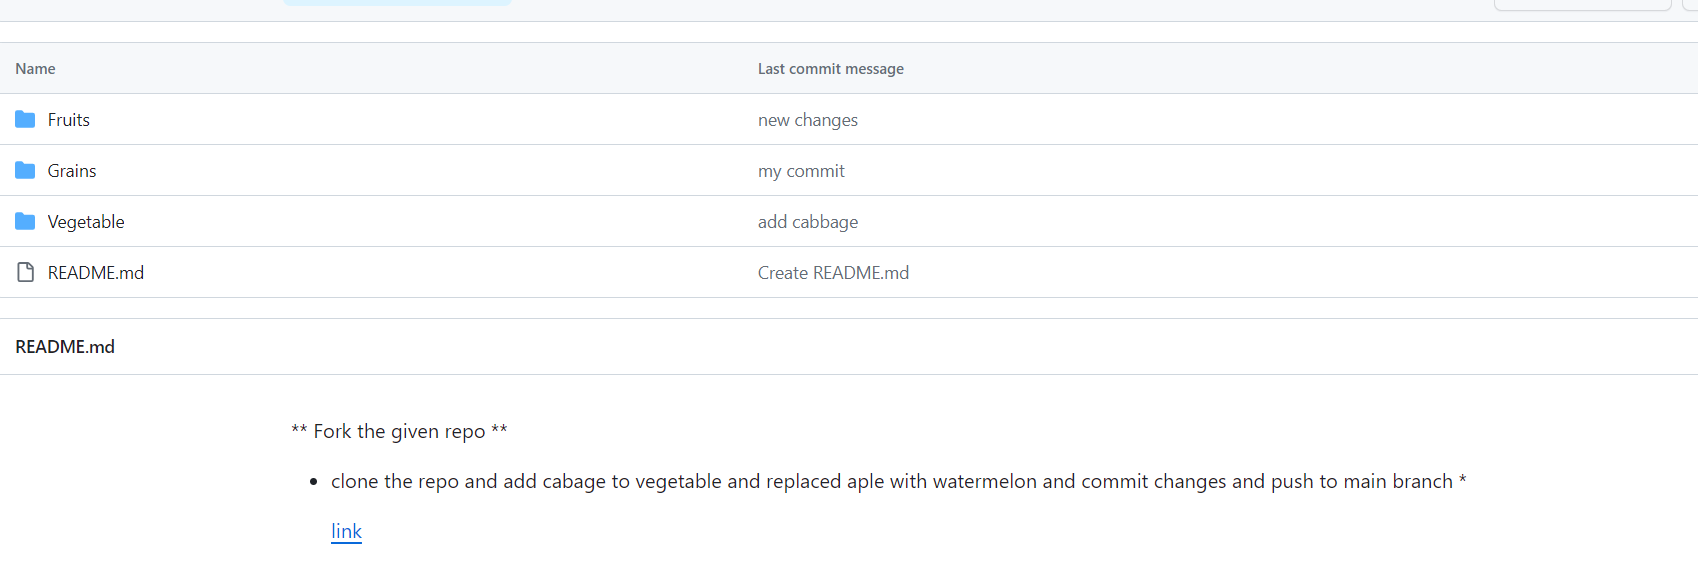 Name Last commit message
Fruits new changes
Grains my commit
Vegetable add cabbage
README.md Create README.md
README.md
** Fork the given repo **
• clone the repo and add cabage to vegetable and replaced aple with watermelon and commit changes and push to main branch *
link